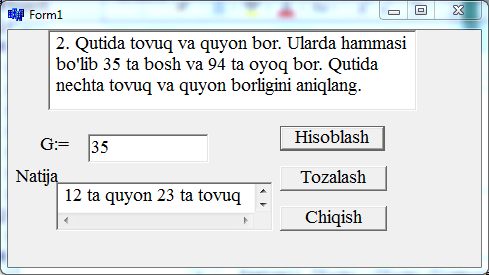 Form1
2. Qutida tovuq va quyon bor. Ularda hammasi
bo'lib 35 ta bosh va 94 ta oyoq bor. Qutida
nechta tovuq va quyon borligini aniqlang.
G:= 35
Hisoblash
Natija
12 ta quyon 23 ta tovuq
Tozalash
Chiqish